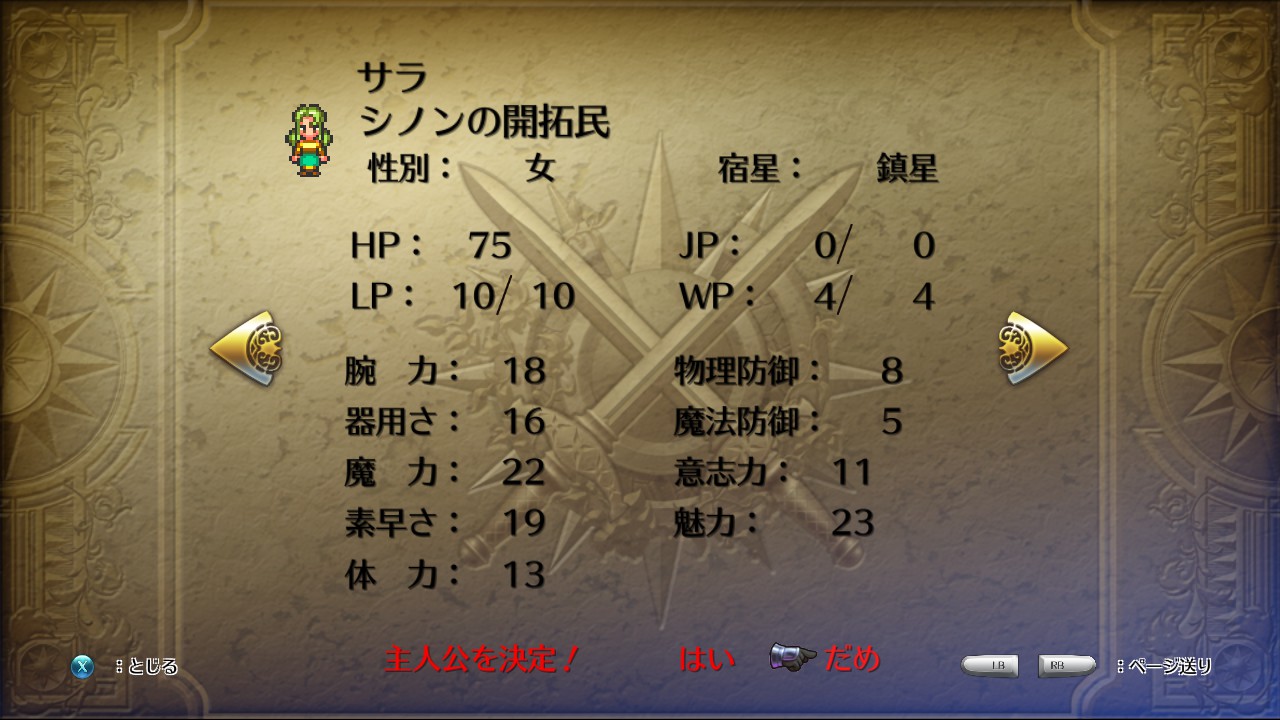 サラ
シノンの開拓民
性別： 女 宿星： 鎮星
HP： 75 JP： 0/ 0
LP： 10/ 10 WP： 4/ 4
腕 力： 18 物理防御： 8
器用さ： 16 魔法防御： 5
魔 力： 22 意志力： 11
素早さ： 19 魅力： 23
体 力： 13
主人公を決定！ はい だめ
X ：とじる LB RB ：ページ送り